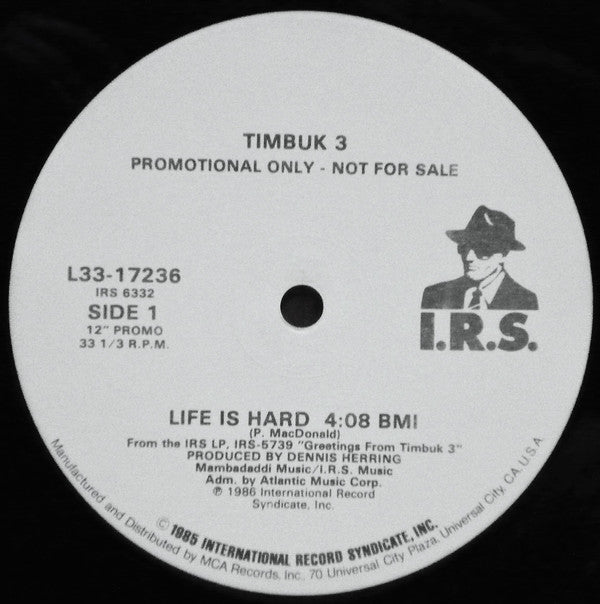 TIMBUK 3
PROMOTIONAL ONLY - NOT FOR SALE
L33-17236
IRS 6332
SIDE 1
12" PROMO
33 1/3 R.P.M.
I.R.S.
LIFE IS HARD 4:08 BMI
(P. MacDonald)
From the IRS LP, IRS-5739 "Greetings From Timbuk 3"
PRODUCED BY DENNIS HERRING
Mambadaddi Music/I.R.S. Music
Adm. by Atlantic Music Corp.
℗ 1986 International Record
Syndicate, Inc.
© 1985 INTERNATIONAL RECORD SYNDICATE, INC.
Manufactured and Distributed by MCA Records, Inc., 70 Universal City Plaza, Universal City, CA. U.S.A.